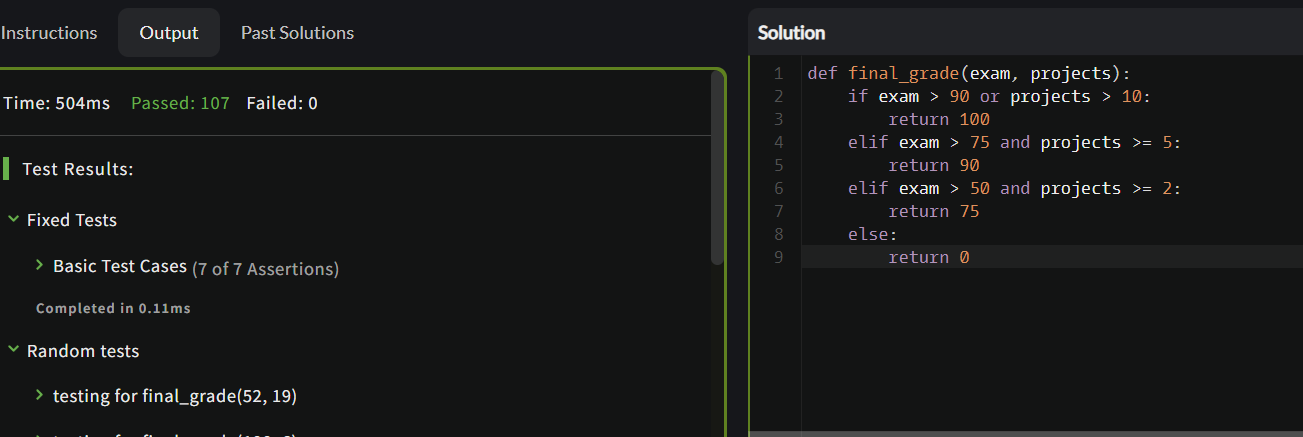 Instructions Output Past Solutions
Time: 504ms Passed: 107 Failed: 0
Test Results:
Fixed Tests
Basic Test Cases (7 of 7 Assertions)
Completed in 0.11ms
Random tests
testing for final_grade(52, 19)
Solution
1 def final_grade(exam, projects):
2     if exam > 90 or projects > 10:
3         return 100
4     elif exam > 75 and projects >= 5:
5         return 90
6     elif exam > 50 and projects >= 2:
7         return 75
8     else:
9         return 0